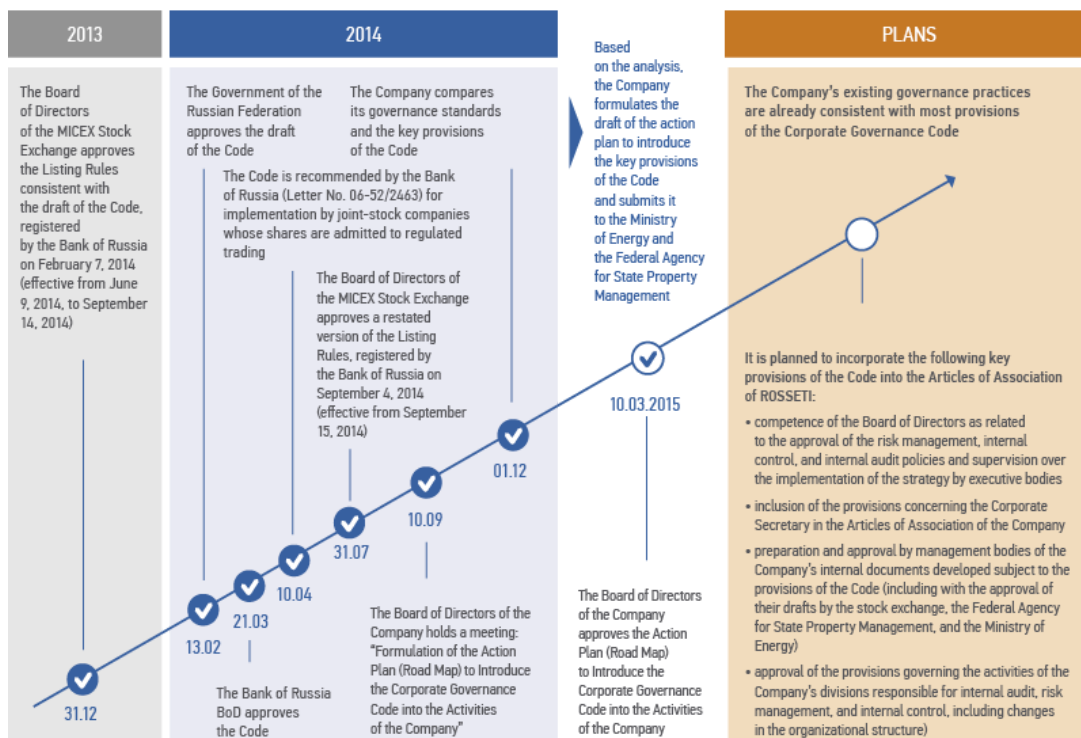 2013
The Board
of Directors
of the MICEX Stock
Exchange approves
the Listing Rules
consistent with
the draft of the Code,
registered
by the Bank of Russia
on February 7, 2014
(effective from June
9, 2014, to September
14, 2014)
31.12
2014
The Government of the
Russian Federation
approves the draft
of the Code
The Company compares
its governance standards
and the key provisions
of the Code
The Code is recommended by the Bank
of Russia (Letter No. 06-52/2463) for
implementation by joint-stock companies
whose shares are admitted to regulated
trading
The Board of Directors of
the MICEX Stock Exchange
approves a restated
version of the Listing
Rules, registered by
the Bank of Russia on
September 4, 2014
(effective from September
15, 2014)
13.02
21.03
10.04
31.07
10.09
01.12
The Bank of Russia
BoD approves
the Code
The Board of Directors of the
Company holds a meeting:
“Formulation of the Action
Plan (Road Map) to Introduce
the Corporate Governance
Code into the Activities
of the Company”
Based
on the analysis,
the Company
formulates the
draft of the action
plan to introduce
the key provisions
of the Code
and submits it
to the Ministry
of Energy and
the Federal Agency
for State Property
Management
10.03.2015
The Board of Directors
of the Company
approves the Action
Plan (Road Map)
to Introduce the
Corporate Governance
Code into the Activities
of the Company
PLANS
The Company’s existing governance practices
are already consistent with most provisions
of the Corporate Governance Code
It is planned to incorporate the following key
provisions of the Code into the Articles of Association
of ROSSETI:
• competence of the Board of Directors as related
to the approval of the risk management, internal
control, and internal audit policies and supervision over
the implementation of the strategy by executive bodies
• inclusion of the provisions concerning the Corporate
Secretary in the Articles of Association of the Company
• preparation and approval by management bodies of the
Company’s internal documents developed subject to the
provisions of the Code (including with the approval of
their drafts by the stock exchange, the Federal Agency
for State Property Management, and the Ministry of
Energy)
• approval of the provisions governing the activities of the
Company’s divisions responsible for internal audit, risk
management, and internal control, including changes
in the organizational structure)